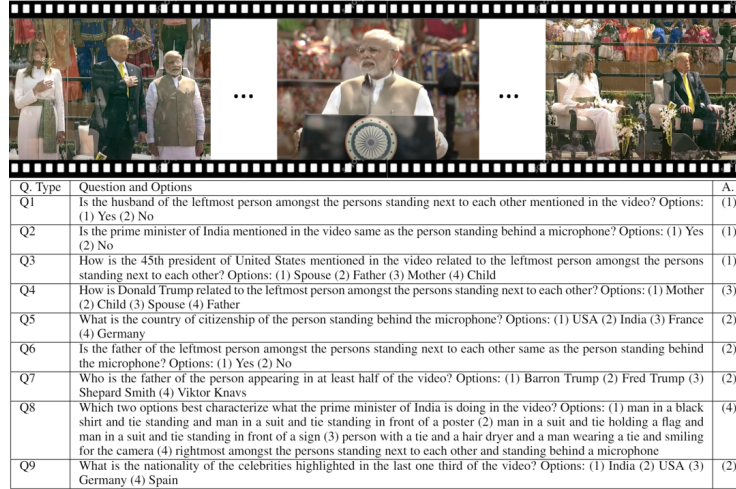 ...
...
Q. Type Question and Options A.
Q1 Is the husband of the leftmost person amongst the persons standing next to each other mentioned in the video? Options: (1)
(1) Yes (2) No
Q2 Is the prime minister of India mentioned in the video same as the person standing behind a microphone? Options: (1) Yes (1)
(2) No
Q3 How is the 45th president of United States mentioned in the video related to the leftmost person amongst the persons (1)
standing next to each other? Options: (1) Spouse (2) Father (3) Mother (4) Child
Q4 How is Donald Trump related to the leftmost person amongst the persons standing next to each other? Options: (1) Mother (3)
(2) Child (3) Spouse (4) Father
Q5 What is the country of citizenship of the person standing behind the microphone? Options: (1) USA (2) India (3) France (2)
(4) Germany
Q6 Is the father of the leftmost person amongst the persons standing next to each other same as the person standing behind (2)
the microphone? Options: (1) Yes (2) No
Q7 Who is the father of the person appearing in at least half of the video? Options: (1) Barron Trump (2) Fred Trump (3) (2)
Shepard Smith (4) Viktor Knavs
Q8 Which two options best characterize what the prime minister of India is doing in the video? Options: (1) man in a black (4)
shirt and tie standing and man in a suit and tie standing in front of a poster (2) man in a suit and tie holding a flag and
man in a suit and tie standing in front of a sign (3) person with a tie and a hair dryer and a man wearing a tie and smiling
for the camera (4) rightmost amongst the persons standing next to each other and standing behind a microphone
Q9 What is the nationality of the celebrities highlighted in the last one third of the video? Options: (1) India (2) USA (3) (2)
Germany (4) Spain